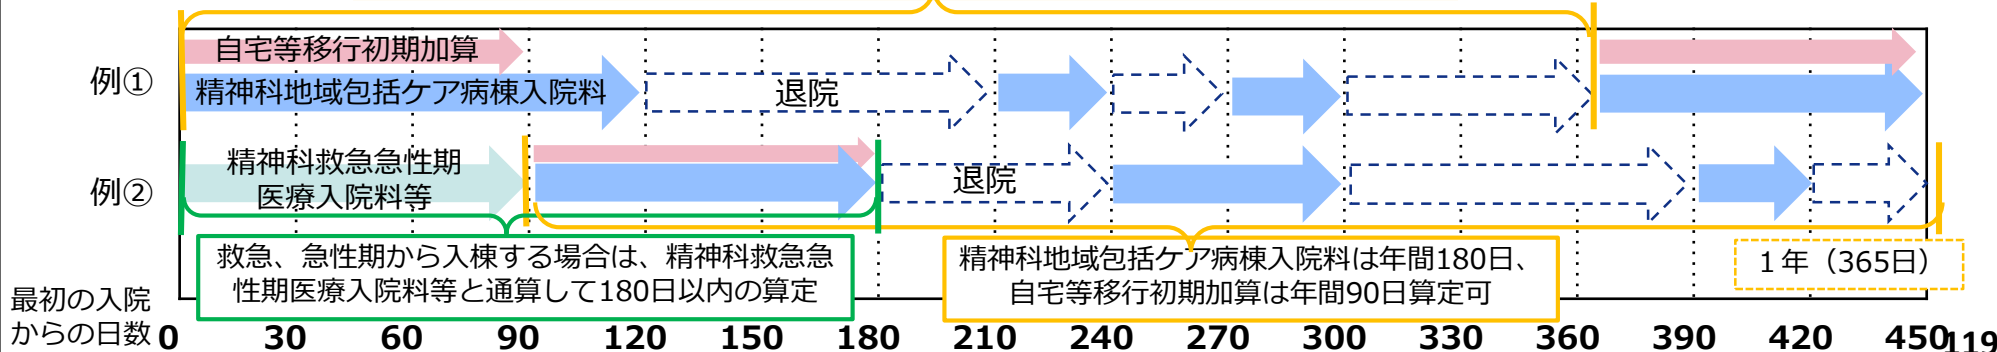 自宅等移行初期加算
例①
精神科地域包括ケア病棟入院料
退院
例②
精神科救急急性期
医療入院料等
退院
救急、急性期から入棟する場合は、精神科救急急
性期医療入院料等と通算して180日以内の算定
精神科地域包括ケア病棟入院料は年間180日、
自宅等移行初期加算は年間90日算定可
1年（365日）
最初の入院
からの日数
0 30 60 90 120 150 180 210 240 270 300 330 360 390 420 450
119